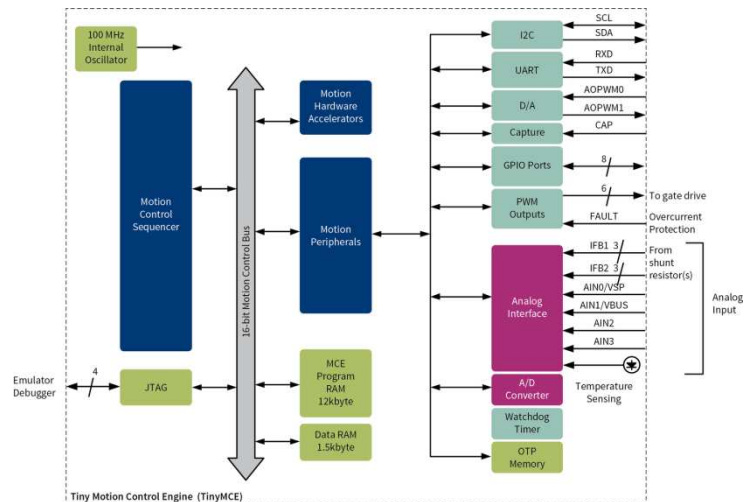 100 MHz
Internal
Oscillator
Motion
Control
Sequencer
JTAG
4
Emulator
Debugger
16-bit Motion Control Bus
Motion
Hardware
Accelerators
Motion
Peripherals
MCE
Program
RAM
12kbyte
Data RAM
1.5kbyte
I2C
SCL
SDA
UART
RXD
TXD
D/A
AOPWM0
AOPWM1
Capture
CAP
GPIO Ports
8
PWM
Outputs
6
To gate drive
FAULT
Overcurrent
Protection
Analog
Interface
IFB1 3
IFB2 3
From
shunt
resistor(s)
AIN0/VSP
AIN1/VBUS
AIN2
AIN3
Analog
Input
Temperature
Sensing
A/D
Converter
Watchdog
Timer
OTP
Memory
Tiny Motion Control Engine (TinyMCE)